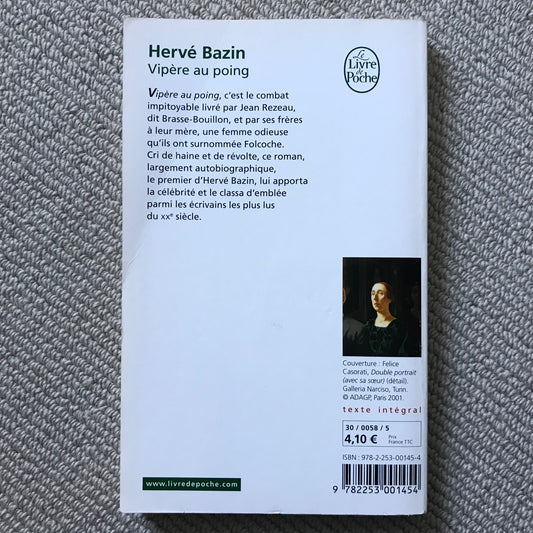 Hervé Bazin
Vipère au poing
Le
Livre
de
Poche
Vipère au poing, c'est le combat
impitoyable livré par Jean Rezeau,
dit Brasse-Bouillon, et par ses frères
à leur mère, une femme odieuse
qu'ils ont surnommée Folcoche.
Cri de haine et de révolte, ce roman,
largement autobiographique,
le premier d'Hervé Bazin, lui apporta
la célébrité et le classa d'emblée
parmi les écrivains les plus lus
du XXe siècle.
Couverture : Felice
Casorati, Double portrait
(avec sa sœur) (détail).
Galleria Narciso, Turin.
© ADAGP, Paris 2001.
texte intégral
30 / 0058 / 5
4,10 € Prix
France TTC
ISBN : 978-2-253-00145-4
9 782253 001454
www.livredepoche.com